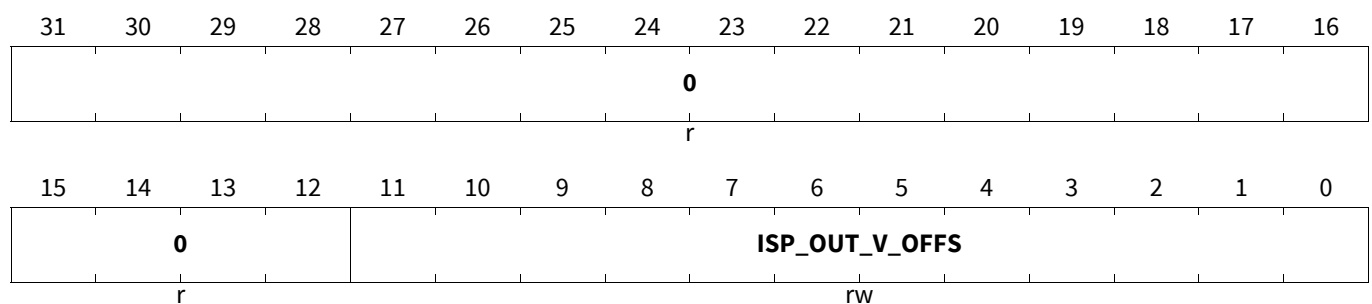 31 30 29 28 27 26 25 24 23 22 21 20 19 18 17 16
0
r
15 14 13 12 11 10 9 8 7 6 5 4 3 2 1 0
0 ISP_OUT_V_OFFS
r rw